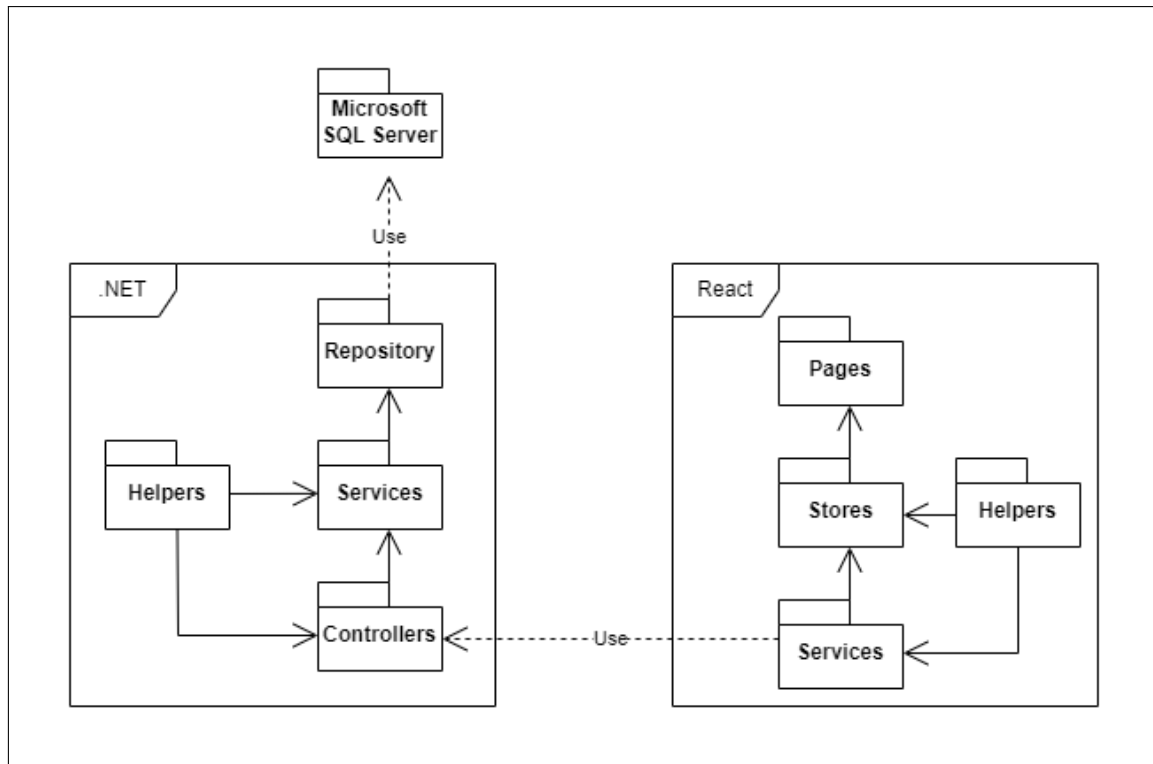 Microsoft
SQL Server
Use
.NET
Repository
Helpers
Services
Controllers
Use
React
Pages
Stores
Helpers
Services